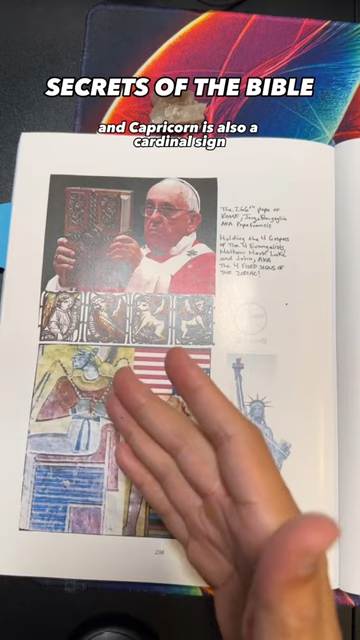 SECRETS OF THE BIBLE
and Capricorn is also a
cardinal sign
The 266th pope of
ROME, Jorge Bergoglio
AKA Pope Francis
Holding the 4 Gospels
of The 4 Evangelists,
Matthew Mark Luke
and John, AKA
The 4 FIXED SIGNS OF
THE ZODIAC!
236